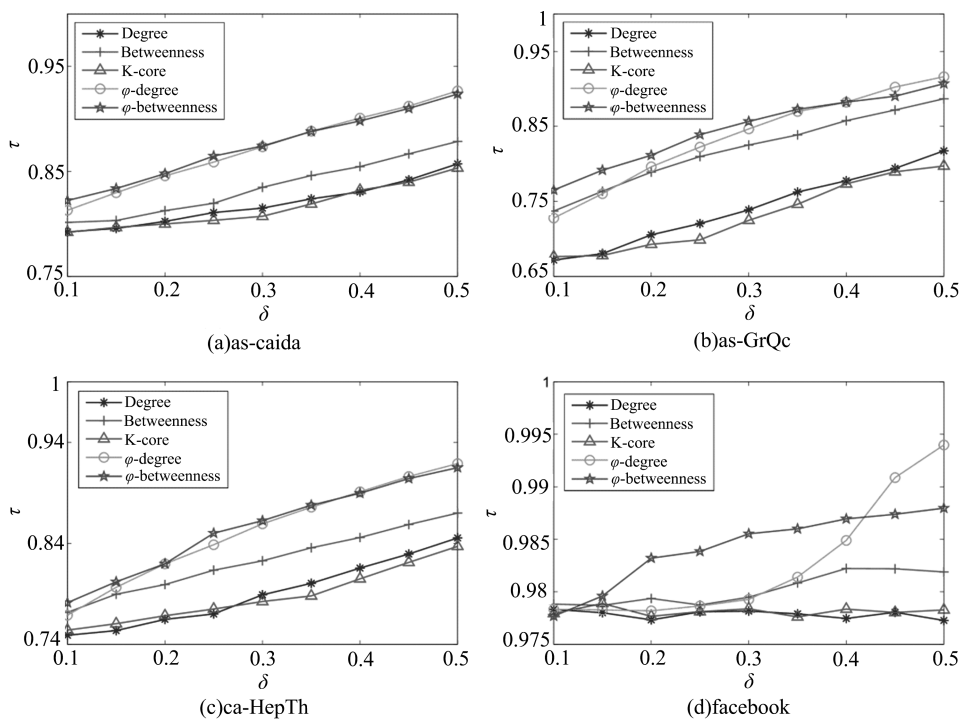 1
0.95
τ
0.85
0.75
0.1 0.2 0.3 0.4 0.5
δ
Degree
Betweenness
K-core
φ-degree
φ-betweenness
(a)as-caida
1
0.95
0.85
τ
0.75
0.65
0.1 0.2 0.3 0.4 0.5
δ
Degree
Betweenness
K-core
φ-degree
φ-betweenness
(b)as-GrQc
1
0.94
τ
0.84
0.74
0.1 0.2 0.3 0.4 0.5
δ
Degree
Betweenness
K-core
φ-degree
φ-betweenness
(c)ca-HepTh
1
0.995
0.99
τ
0.985
0.98
0.975
0.1 0.2 0.3 0.4 0.5
δ
Degree
Betweenness
K-core
φ-degree
φ-betweenness
(d)facebook